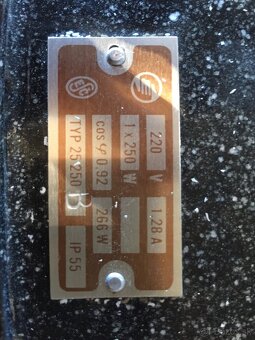 220 V 1.28 A
1 x 250 W
cos φ 0.92 266 W
TYP 25250 B IP 55